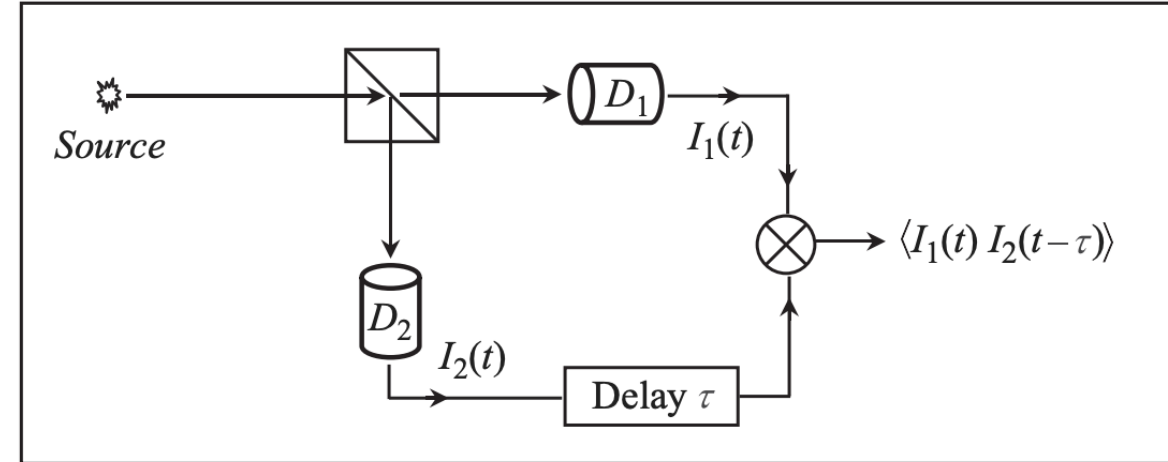 Source
D₁
I₁(t)
⟨I₁(t) I₂(t−τ)⟩
D₂
I₂(t)
Delay τ